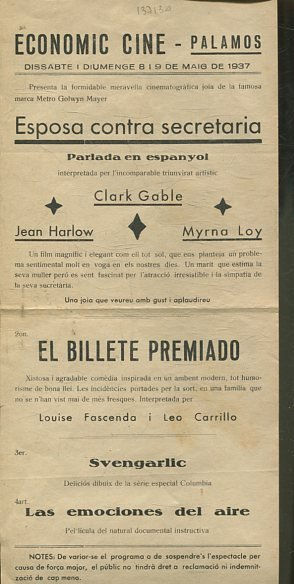 132130
ECONOMIC CINE - PALAMOS
DISSABTE I DIUMENGE 8 I 9 DE MAIG DE 1937
Presenta la formidable meravella cinematogràfica joia de la famosa
marca Metro Golwyn Mayer
Esposa contra secretaria
Parlada en espanyol
interpretada per l'incomparable triunvirat artístic
Clark Gable
Jean Harlow
Myrna Loy
Un film magnífic i elegant com ell tot sol, que ens planteja un proble-
ma sentimental molt en voga en els nostres dies. Un marit que estima la
seva muller però es sent fascinat per l'atracció irresistible i la simpatia de
la seva secretària.
Una joia que veureu amb gust i aplaudireu
2on.
EL BILLETE PREMIADO
Xistosa i agradable comèdia inspirada en un ambent modern, tot humo-
risme de bona llei. Les incidències portades per la sort, en una família que
no se'n han vist mai de més fresques. Interpretada per
Louise Fascenda i Leo Carrillo
3er.
Svengarlic
Deliciós dibuix de la sèrie especial Columbia
4art.
Las emociones del aire
Pel'lícula del natural documental instructiva
NOTES: De varior-se el programa o de sospendre's l'espectacle per
causa de força major, el públic no tindrà dret a reclamació ni indemnit-
zació de cap mena.